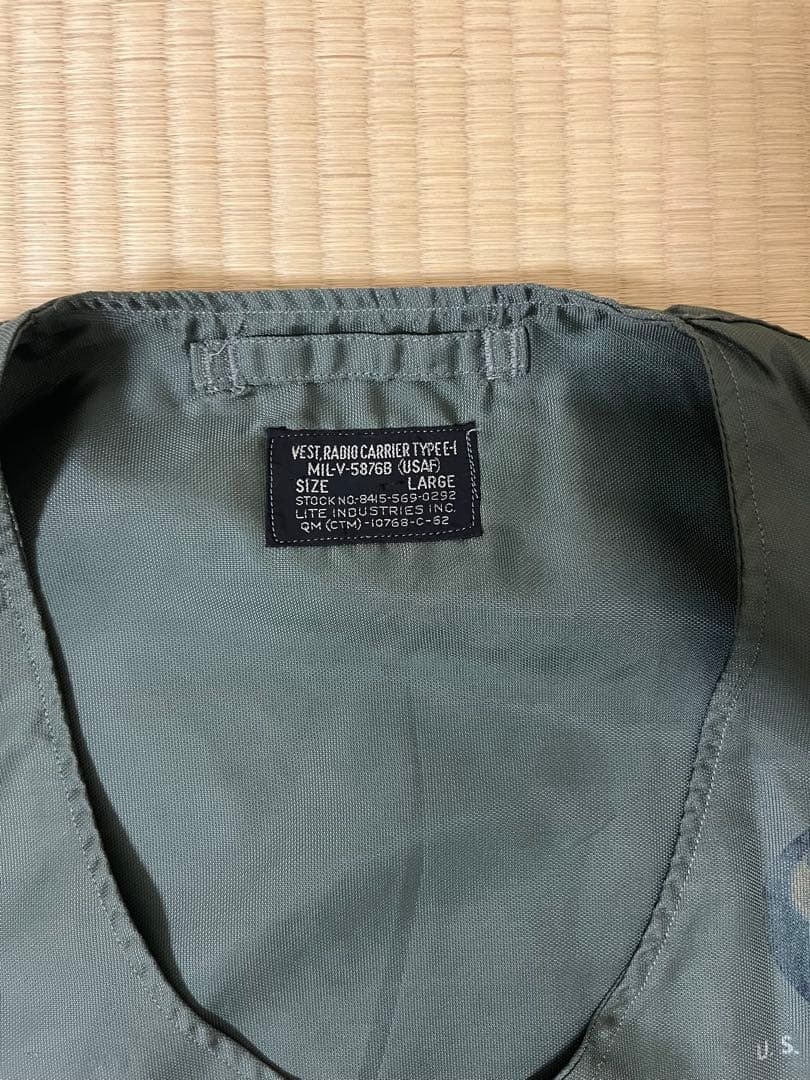 VEST, RADIO CARRIER TYPE E-1
MIL-V-5876B (USAF)
SIZE LARGE
STOCK NO.-8415-569-0292
LITE INDUSTRIES INC.
QM (CTM)-10768-C-62
U.S.